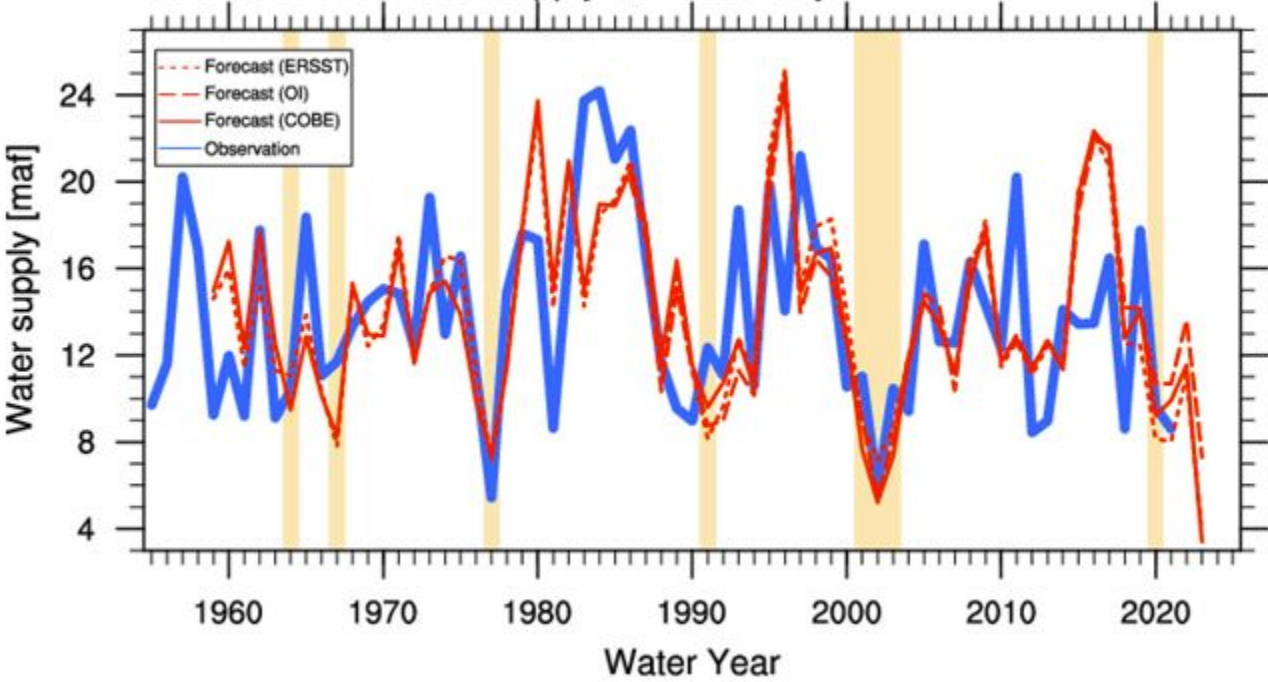 Forecast (ERSST)
Forecast (OI)
Forecast (COBE)
Observation
Water supply [maf]
24
20
16
12
8
4
1960 1970 1980 1990 2000 2010 2020
Water Year